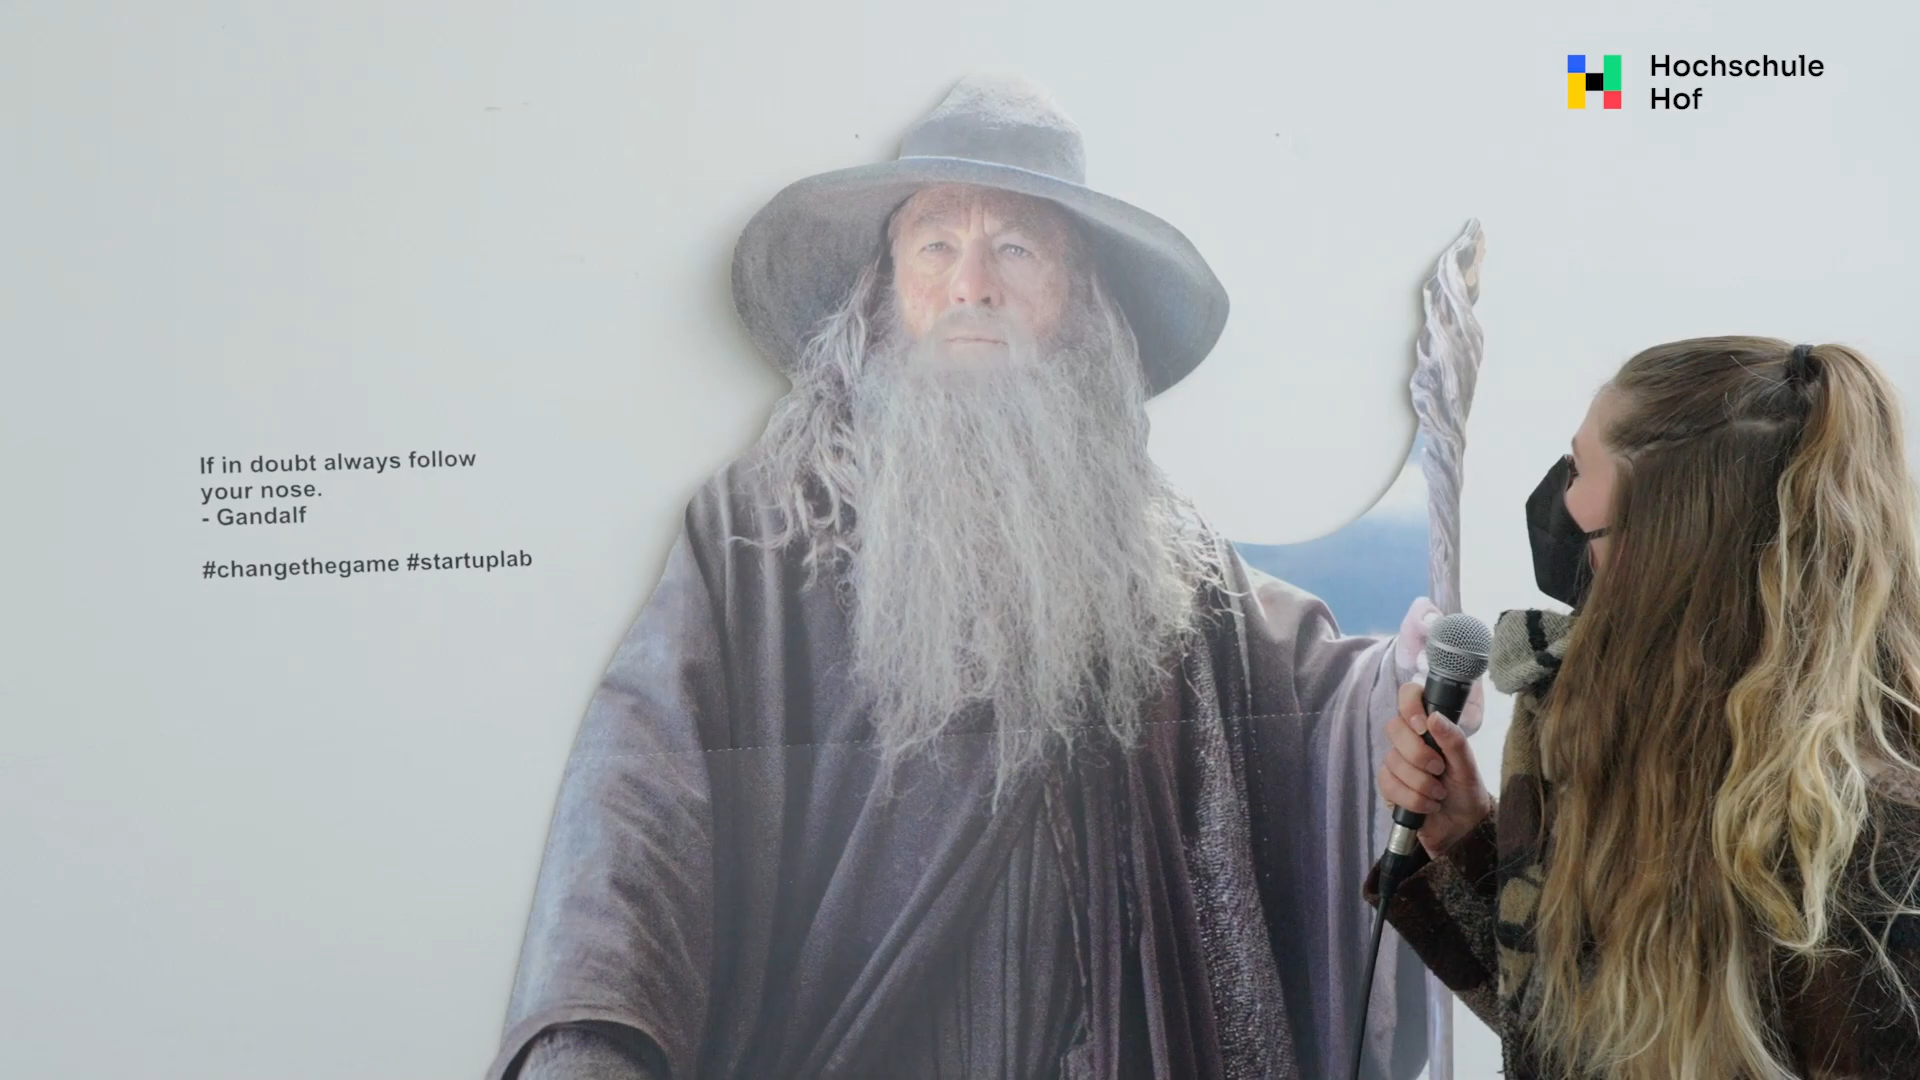 Hochschule
Hof
If in doubt always follow
your nose.
- Gandalf
#changethegame #startuplab